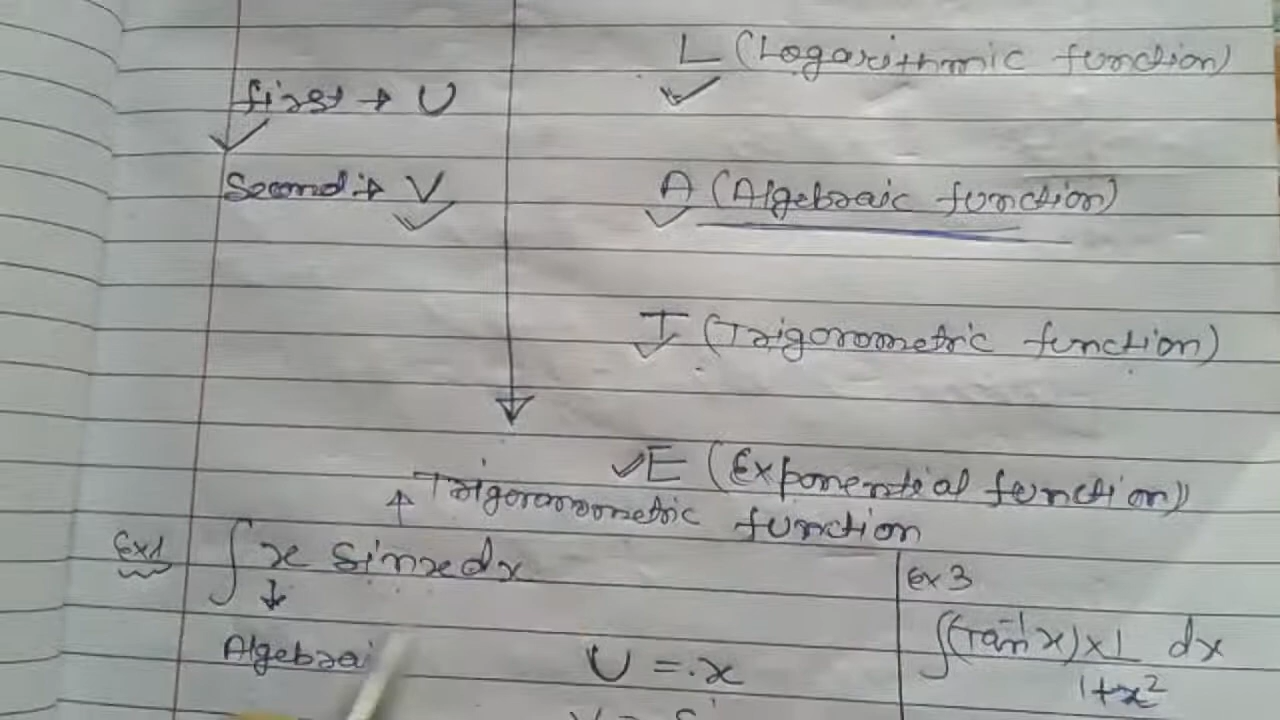 L (Logarithmic function)
first → U
Second → V
A (Algebraic function)
T (Trigonometric function)
E (Exponential function))
Trigonometric function
Ex1 ∫ x sinx dx
Ex 3
∫(Tan⁻¹x) x 1 dx
1+x²
Algebrai
U = x